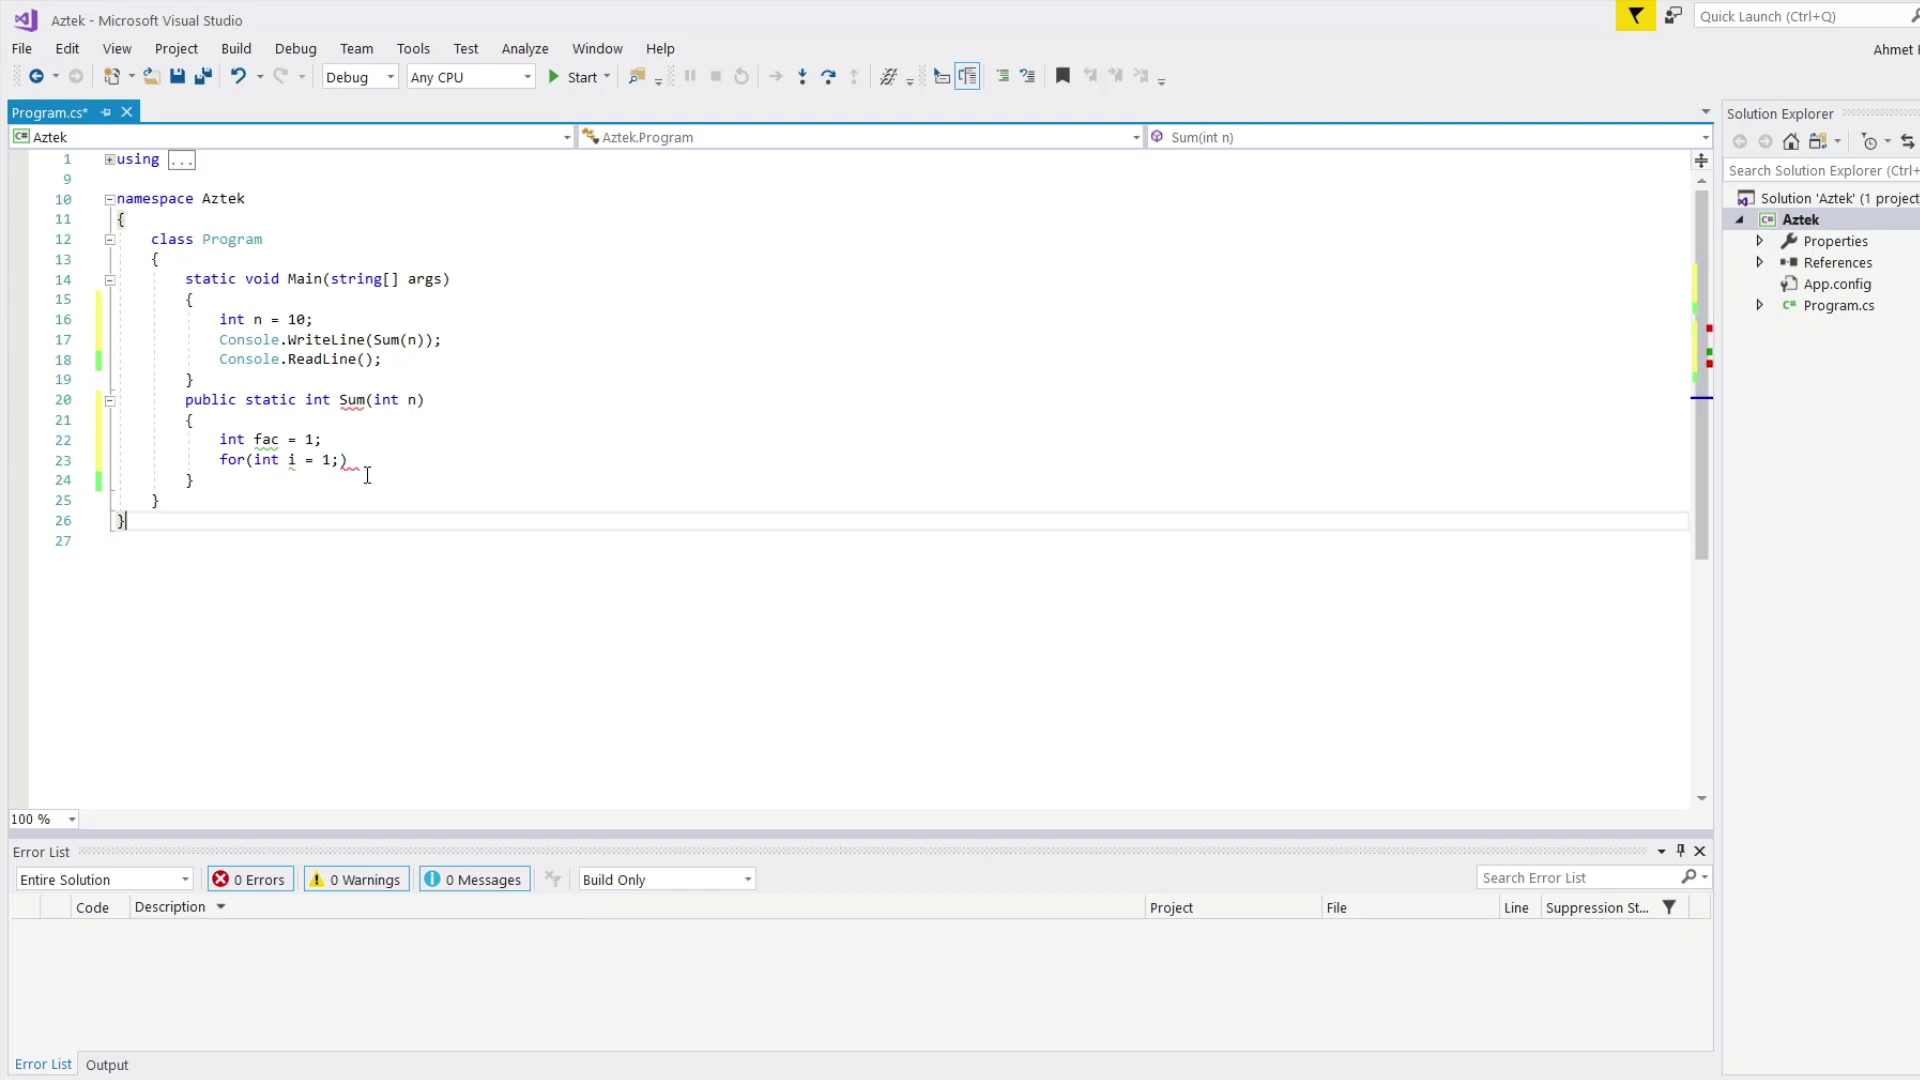 Aztek - Microsoft Visual Studio
Quick Launch (Ctrl+Q)
File Edit View Project Build Debug Team Tools Test Analyze Window Help
Ahmet
Debug Any CPU Start
Program.cs*
C# Aztek Aztek.Program Sum(int n)
1 using ...
9
10 namespace Aztek
11 {
12 class Program
13 {
14 static void Main(string[] args)
15 {
16 int n = 10;
17 Console.WriteLine(Sum(n));
18 Console.ReadLine();
19 }
20 public static int Sum(int n)
21 {
22 int fac = 1;
23 for(int i = 1;)
24 }
25 }
26 }
27
100 %
Solution Explorer
Search Solution Explorer (Ctrl+
Solution 'Aztek' (1 project
C# Aztek
Properties
References
App.config
C# Program.cs
Error List
Entire Solution 0 Errors 0 Warnings 0 Messages Build Only Search Error List
Code Description Project File Line Suppression St...
Error List Output